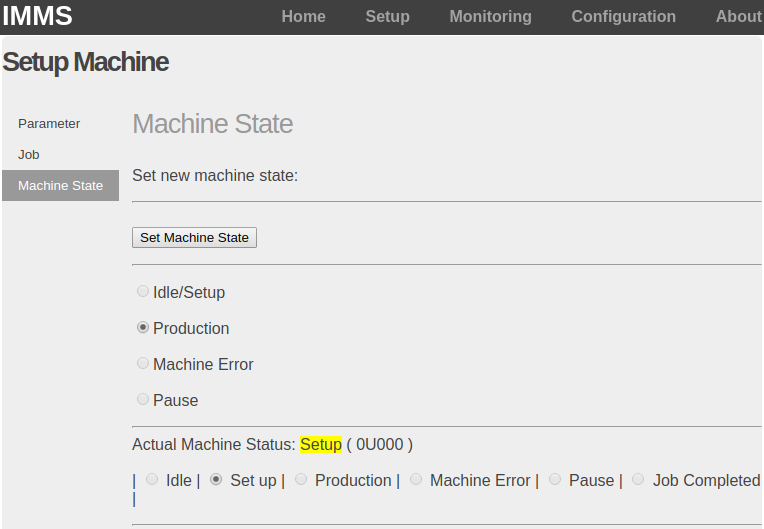 IMMS
Home Setup Monitoring Configuration About
Setup Machine
Parameter
Job
Machine State
Machine State
Set new machine state:
Set Machine State
Idle/Setup
Production
Machine Error
Pause
Actual Machine Status: Setup ( 0U000 )
| Idle | Set up | Production | Machine Error | Pause | Job Completed
|